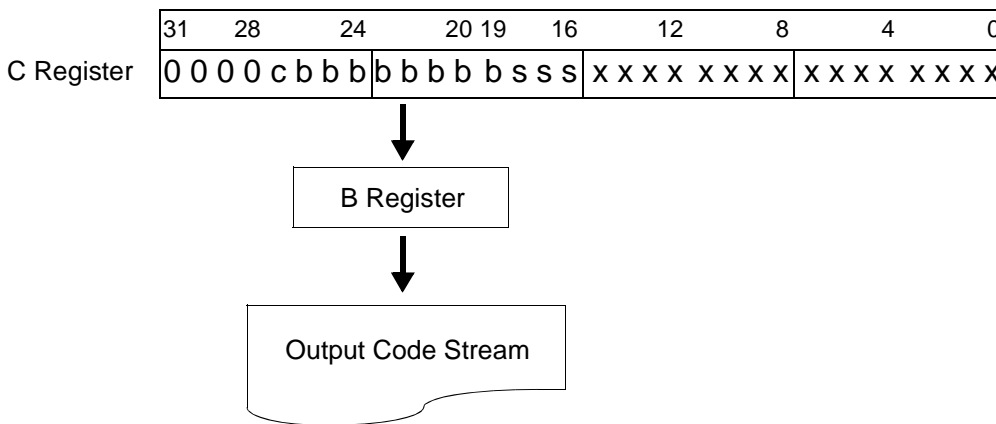 31 28 24 20 19 16 12 8 4 0
C Register 0 0 0 0 c b b b b b b b b s s s x x x x x x x x x x x x x x x x
B Register
Output Code Stream